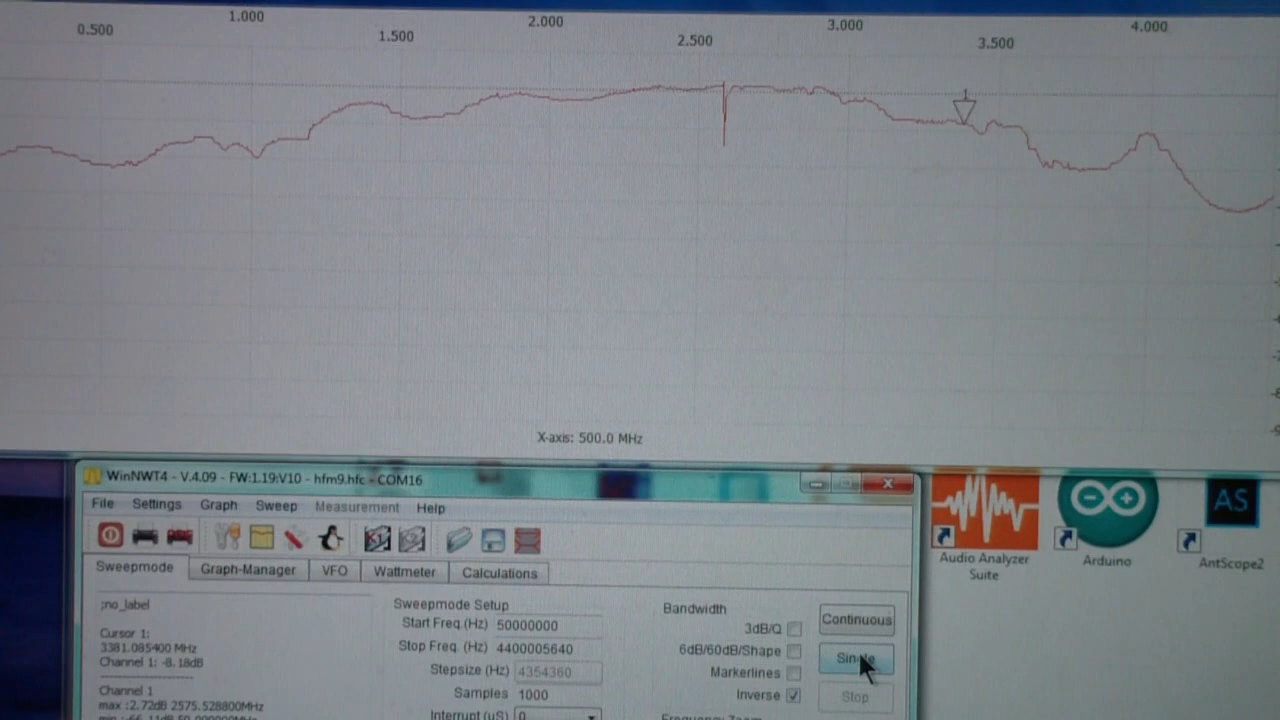 0.500 1.000 1.500 2.000 2.500 3.000 3.500 4.000
1
X-axis: 500.0 MHz
WinNWT4 - V.4.09 - FW:1.19:V10 - hfm9.hfc - COM16
File Settings Graph Sweep Measurement Help
Sweepmode Graph-Manager VFO Wattmeter Calculations
;no_label
Cursor 1:
3381.085400 MHz
Channel 1: -8.18dB
Channel 1
max :2.72dB 2575.528800MHz
Sweepmode Setup
Start Freq.(Hz) 50000000
Stop Freq. (Hz) 4400005640
Stepsize (Hz) 4354360
Samples 1000
Interrupt (uS) 0
Bandwidth
3dB/Q
6dB/60dB/Shape
Markerlines
Inverse
Continuous
Single
Stop
Audio Analyzer
Suite
Arduino
AS
AntScope2